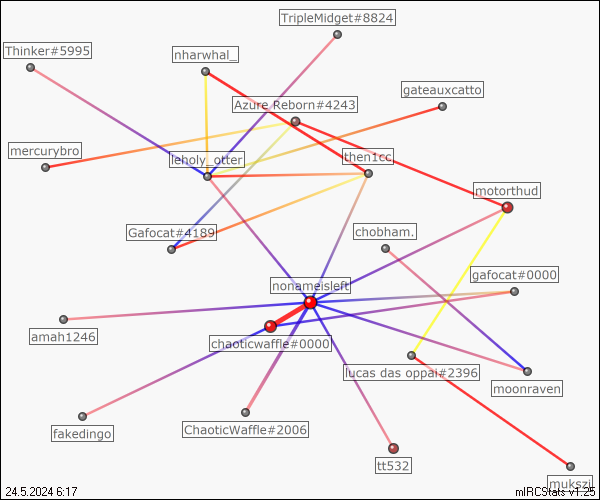 TripleMidget#8824
Thinker#5995
nharwhal_
gateauxcatto
Azure Reborn#4243
mercurybro
leholy_otter
then1cc
motorthud
Gafocat#4189
chobham.
gafocat#0000
nonameisleft
amah1246
chaoticwaffle#0000
lucas das oppai#2396
moonraven
fakedingo
ChaoticWaffle#2006
tt532
mukszi
24.5.2024 6:17
mIRCStats v1.25